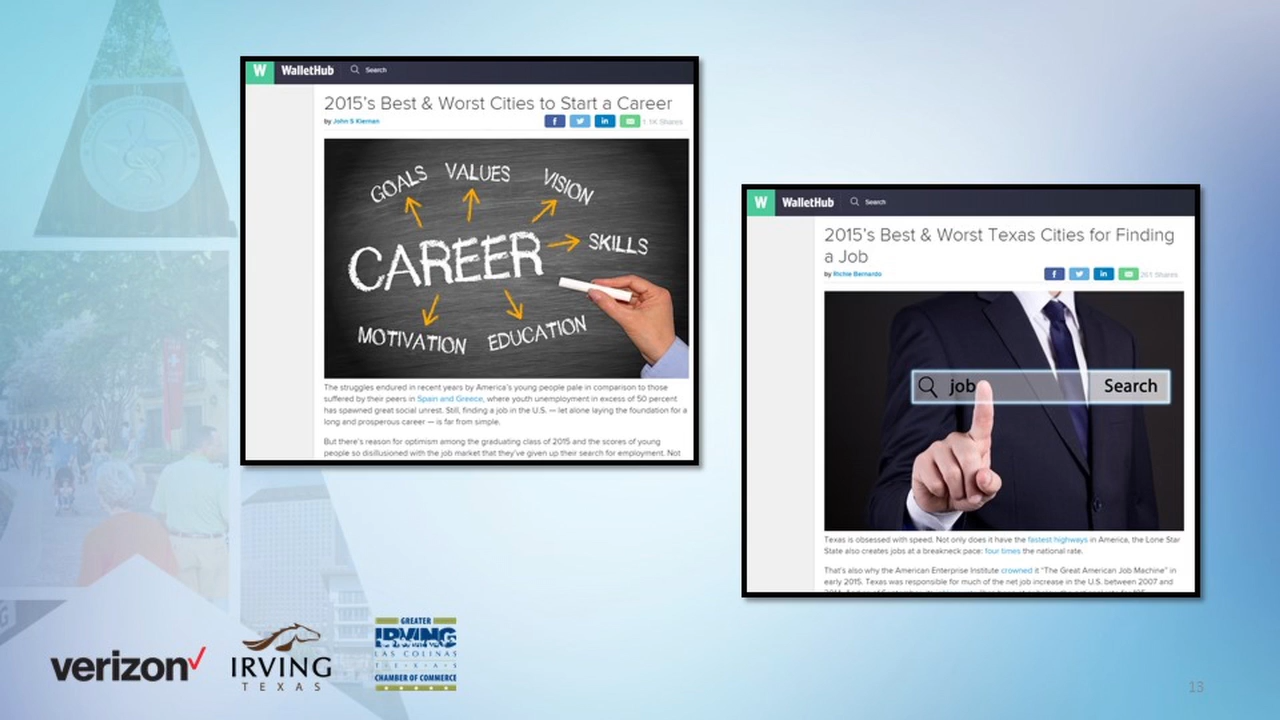 WalletHub
Search
2015's Best & Worst Cities to Start a Career
by John S Kiernan
1.1K Shares
GOALS
VALUES
VISION
CAREER
SKILLS
MOTIVATION
EDUCATION
The struggles endured in recent years by America's young people pale in comparison to those
suffered by their peers in Spain and Greece, where youth unemployment in excess of 50 percent
has spawned great social unrest. Still, finding a job in the U.S. — let alone laying the foundation for a
long and prosperous career — is far from simple.
But there's reason for optimism among the graduating class of 2015 and the scores of young
people so disillusioned with the job market that they've given up their search for employment. Not
W
WalletHub
Search
2015's Best & Worst Texas Cities for Finding
a Job
by Richie Bernardo
261 Shares
job
Search
Texas is obsessed with speed. Not only does it have the fastest highways in America, the Lone Star
State also creates jobs at a breakneck pace: four times the national rate.
That's also why the American Enterprise Institute crowned it "The Great American Job Machine" in
early 2015. Texas was responsible for much of the net job increase in the U.S. between 2007 and
verizon
IRVING
TEXAS
GREATER
IRVING
LAS COLINAS
TEXAS
CHAMBER OF COMMERCE
13